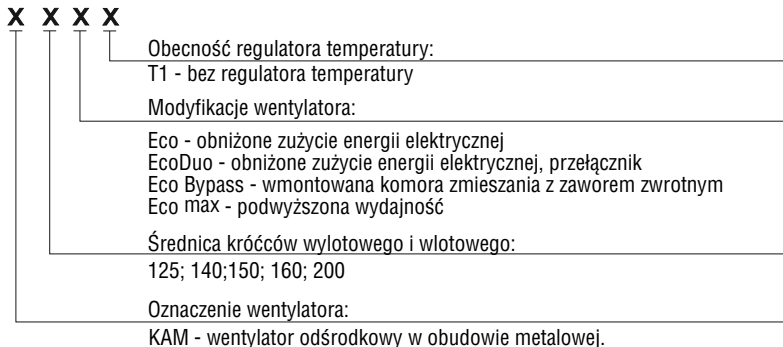 X X X X
Obecność regulatora temperatury:
T1 - bez regulatora temperatury
Modyfikacje wentylatora:
Eco - obniżone zużycie energii elektrycznej
EcoDuo - obniżone zużycie energii elektrycznej, przełącznik
Eco Bypass - wmontowana komora zmieszania z zaworem zwrotnym
Eco max - podwyższona wydajność
Średnica króćców wylotowego i wlotowego:
125; 140;150; 160; 200
Oznaczenie wentylatora:
KAM - wentylator odśrodkowy w obudowie metalowej.